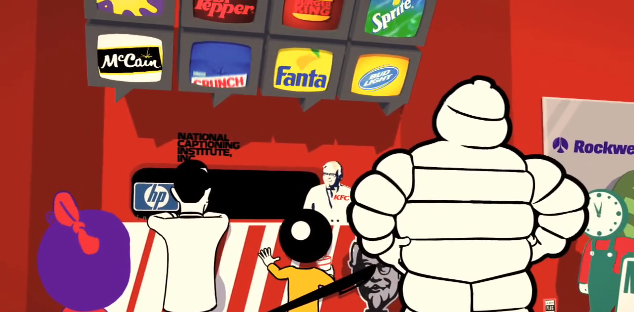 Pepper
KING
Sprite
McCain
CRUNCH
Fanta
BUD
LIGHT
NATIONAL
CAPTIONING
INSTITUTE,
INC.
hp
KFC
Rockwe